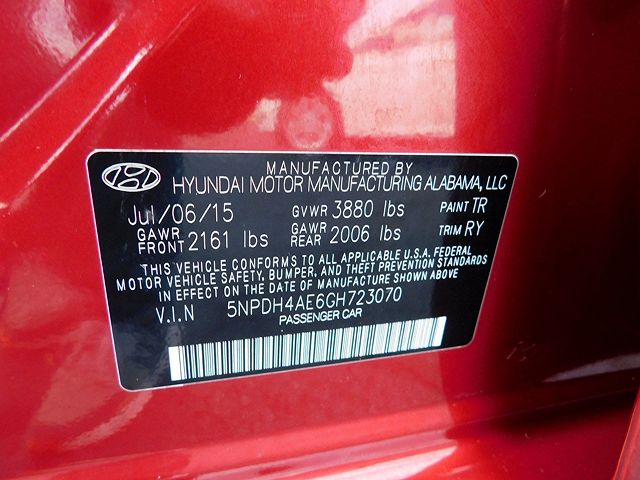 MANUFACTURED BY
HYUNDAI MOTOR MANUFACTURING ALABAMA, LLC
Jul/06/15 GVWR 3880 lbs PAINT TR
GAWR FRONT 2161 lbs GAWR REAR 2006 lbs TRIM RY
THIS VEHICLE CONFORMS TO ALL APPLICABLE U.S.A. FEDERAL
MOTOR VEHICLE SAFETY, BUMPER, AND THEFT PREVENTION STANDARDS
IN EFFECT ON THE DATE OF MANUFACTURE SHOWN ABOVE
V.I.N 5NPDH4AE6GH723070
PASSENGER CAR